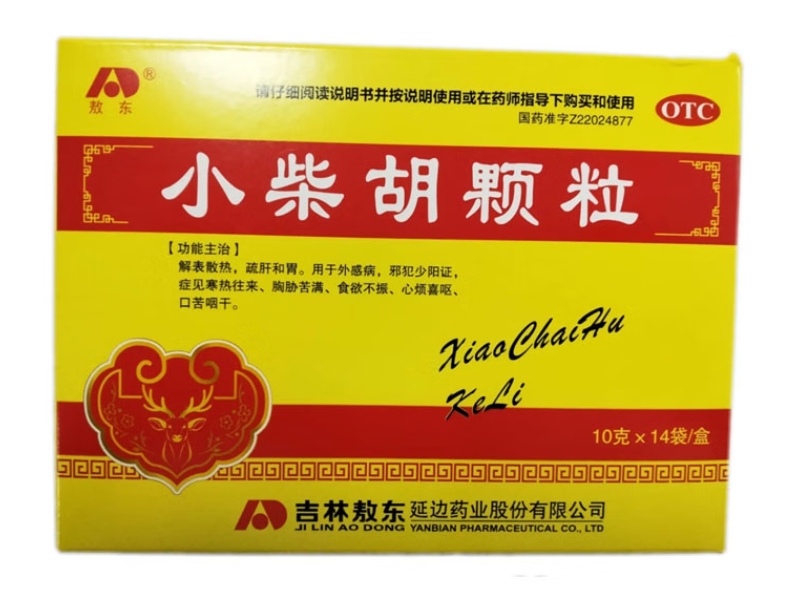 敖东®
请仔细阅读说明书并按说明使用或在药师指导下购买和使用
国药准字Z22024877
OTC
小柴胡颗粒
【功能主治】
解表散热，疏肝和胃。用于外感病，邪犯少阳证，
症见寒热往来、胸胁苦满、食欲不振、心烦喜呕、
口苦咽干。
XiaoChaiHu
KeLi
10克×14袋/盒
吉林敖东 延边药业股份有限公司
JI LIN AO DONG YANBIAN PHARMACEUTICAL CO., LTD